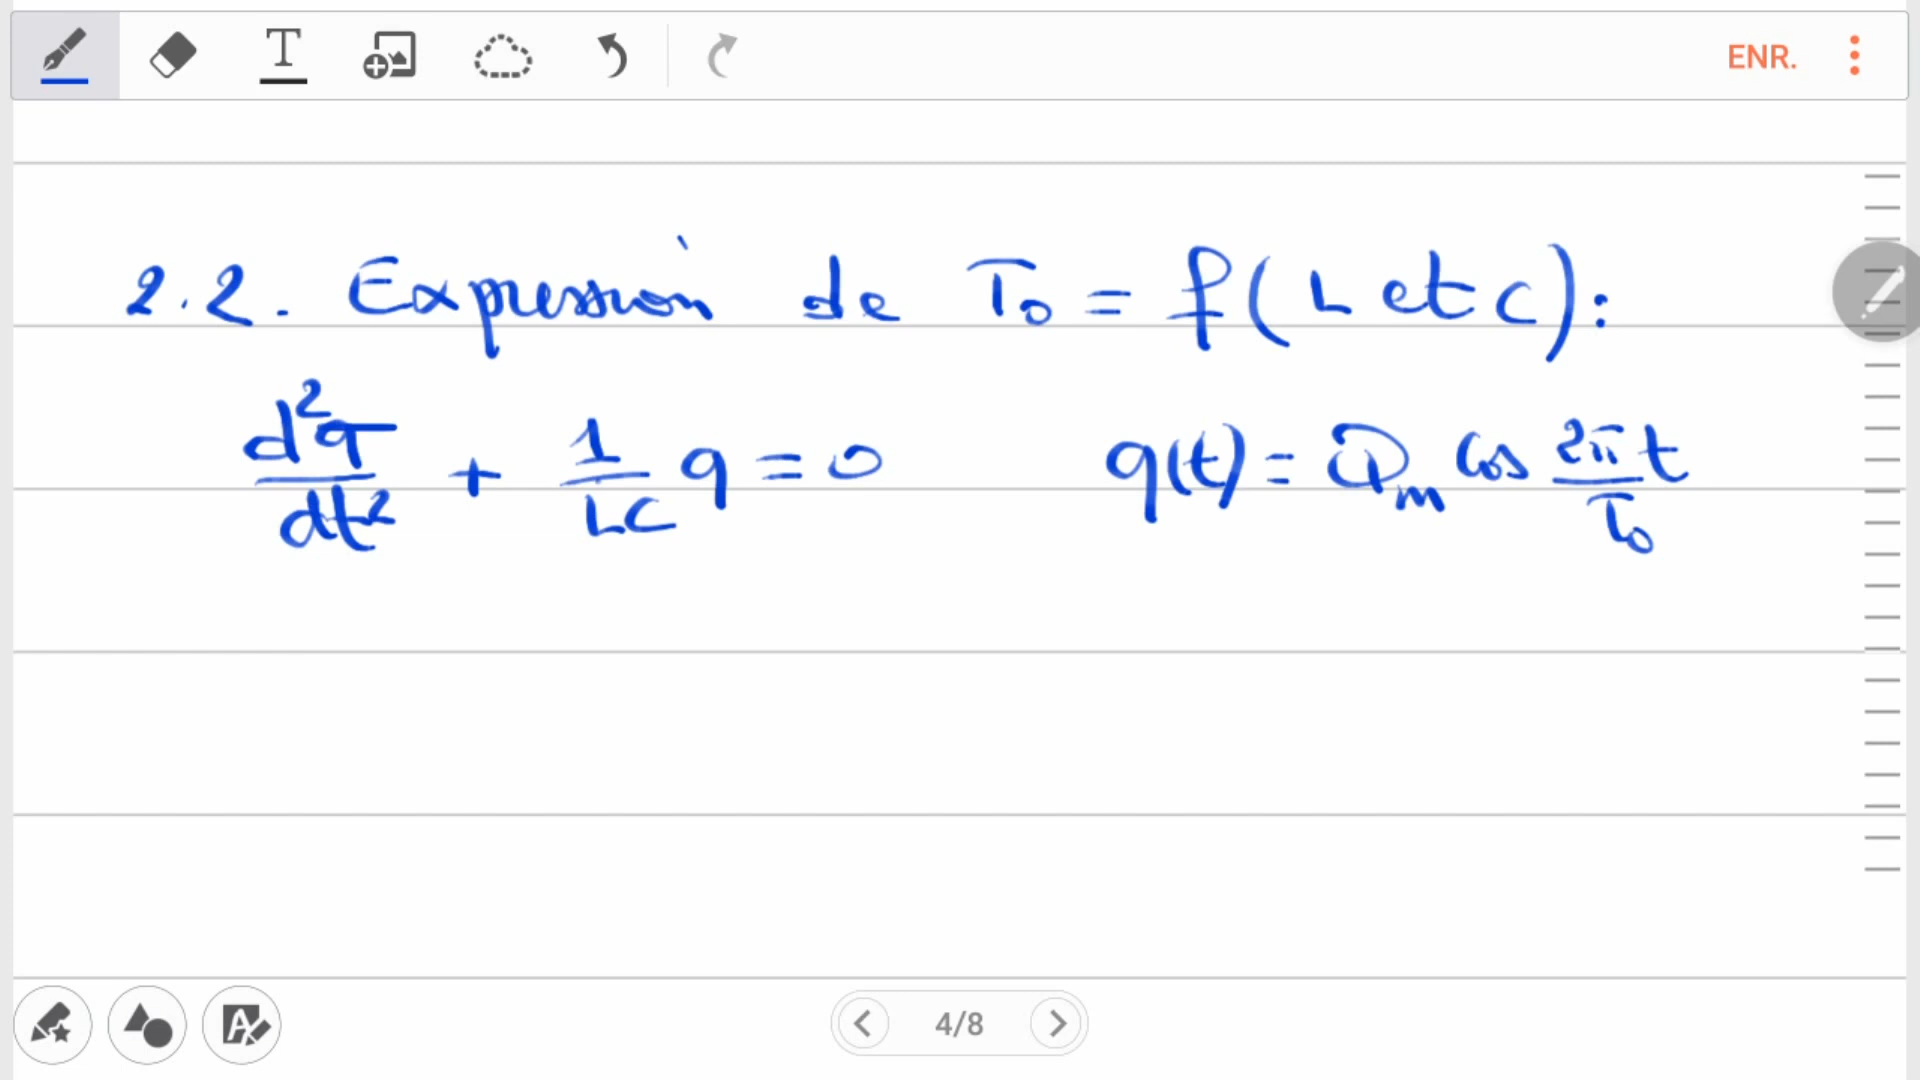 T ENR.
2.2. Expression de T₀ = f(L et C):
d²q/dt² + 1/LC q = 0 q(t) = Qm Cos 2π/T₀ t
4/8